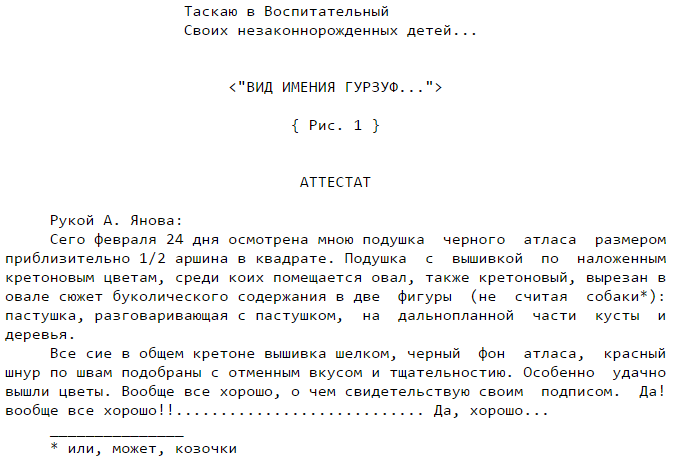 Таскаю в Воспитательный
Своих незаконнорожденных детей...
<"ВИД ИМЕНИЯ ГУРЗУФ...">
{ Рис. 1 }
АТТЕСТАТ
Рукой А. Янова:
Сего февраля 24 дня осмотрена мною подушка черного атласа размером
приблизительно 1/2 аршина в квадрате. Подушка с вышивкой по наложенным
кретоновым цветам, среди коих помещается овал, также кретоновый, вырезан в
овале сюжет буколического содержания в две фигуры (не считая собаки*):
пастушка, разговаривающая с пастушком, на дальнопланной части кусты и
деревья.
Все сие в общем кретоне вышивка шелком, черный фон атласа, красный
шнур по швам подобраны с отменным вкусом и тщательностию. Особенно удачно
вышли цветы. Вообще все хорошо, о чем свидетельствую своим подписом. Да!
вообще все хорошо!!............................ Да, хорошо...
_______________
* или, может, козочки